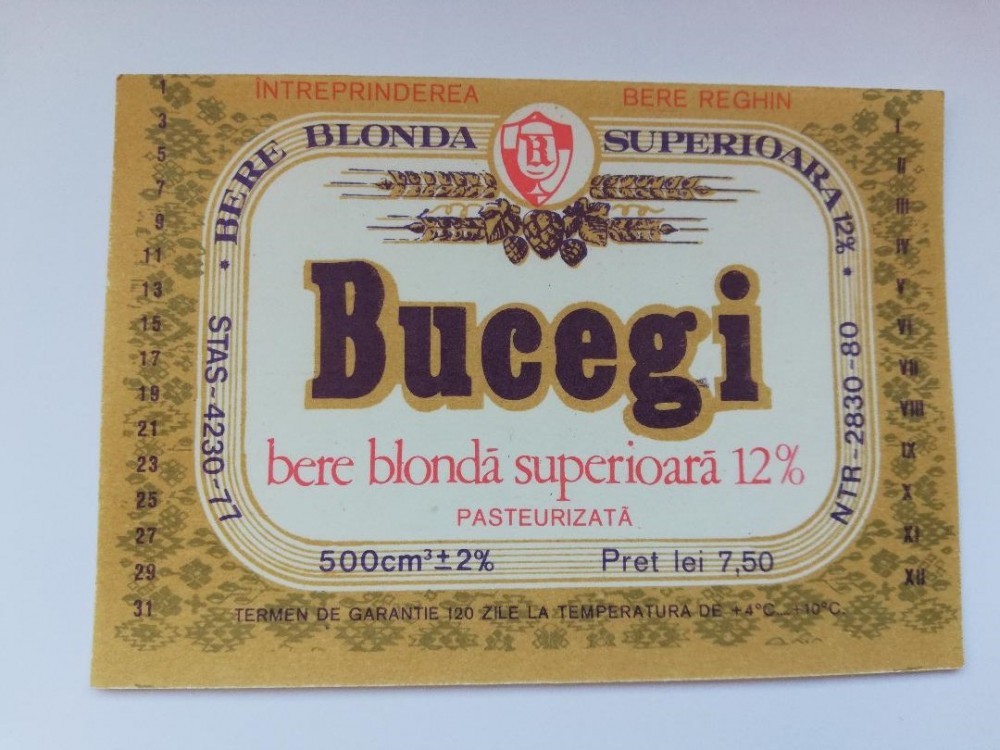 ÎNTREPRINDEREA BERE REGHIN
BERE BLONDA SUPERIOARA 12%
R
Bucegi
bere blondă superioară 12%
PASTEURIZATĂ
500cm³±2% Pret lei 7,50
TERMEN DE GARANTIE 120 ZILE LA TEMPERATURA DE +4°C...+10°C.
STAS~4230-77
NTR~2830-80
1
3
5
7
9
11
13
15
17
19
21
23
25
27
29
31
I
II
III
IV
V
VI
VII
VIII
IX
X
XI
XII